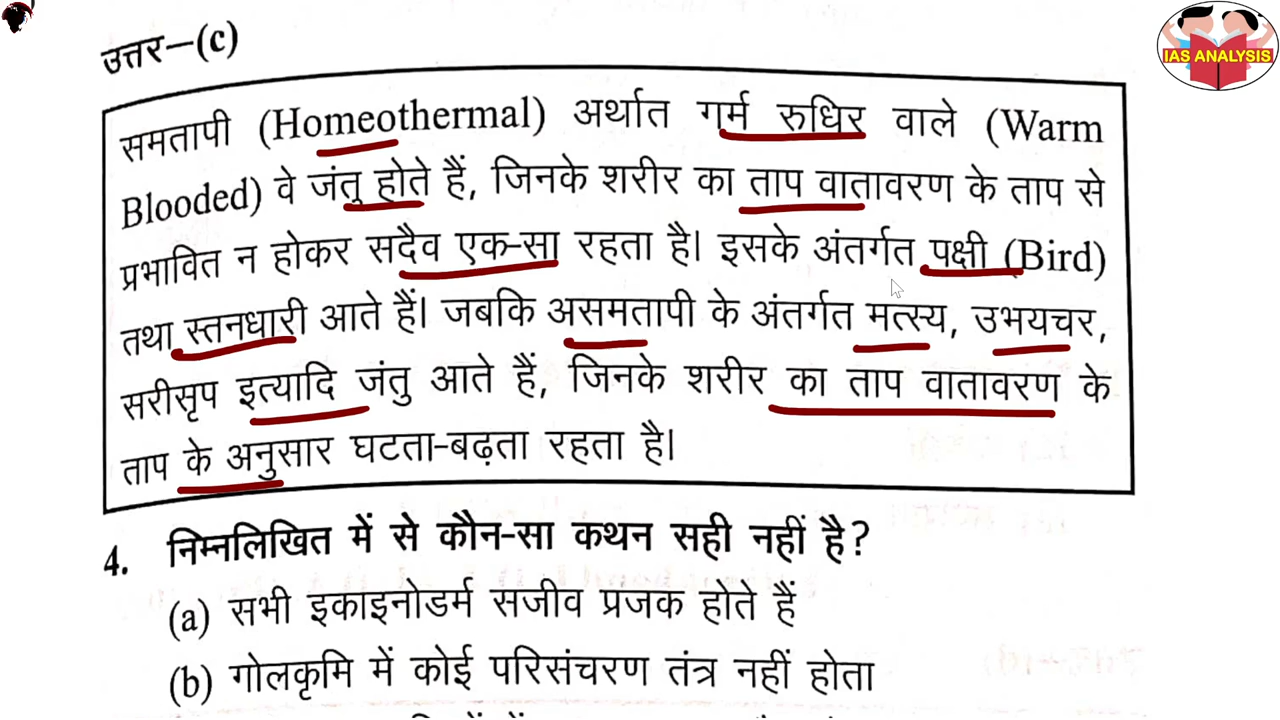 IAS ANALYSIS
उत्तर–(c)
समतापी (Homeothermal) अर्थात गर्म रुधिर वाले (Warm
Blooded) वे जंतु होते हैं, जिनके शरीर का ताप वातावरण के ताप से
प्रभावित न होकर सदैव एक-सा रहता है। इसके अंतर्गत पक्षी (Bird)
तथा स्तनधारी आते हैं। जबकि असमतापी के अंतर्गत मत्स्य, उभयचर,
सरीसृप इत्यादि जंतु आते हैं, जिनके शरीर का ताप वातावरण के
ताप के अनुसार घटता-बढ़ता रहता है।
4. निम्नलिखित में से कौन-सा कथन सही नहीं है?
(a) सभी इकाइनोडर्म सजीव प्रजक होते हैं
(b) गोलकृमि में कोई परिसंचरण तंत्र नहीं होता